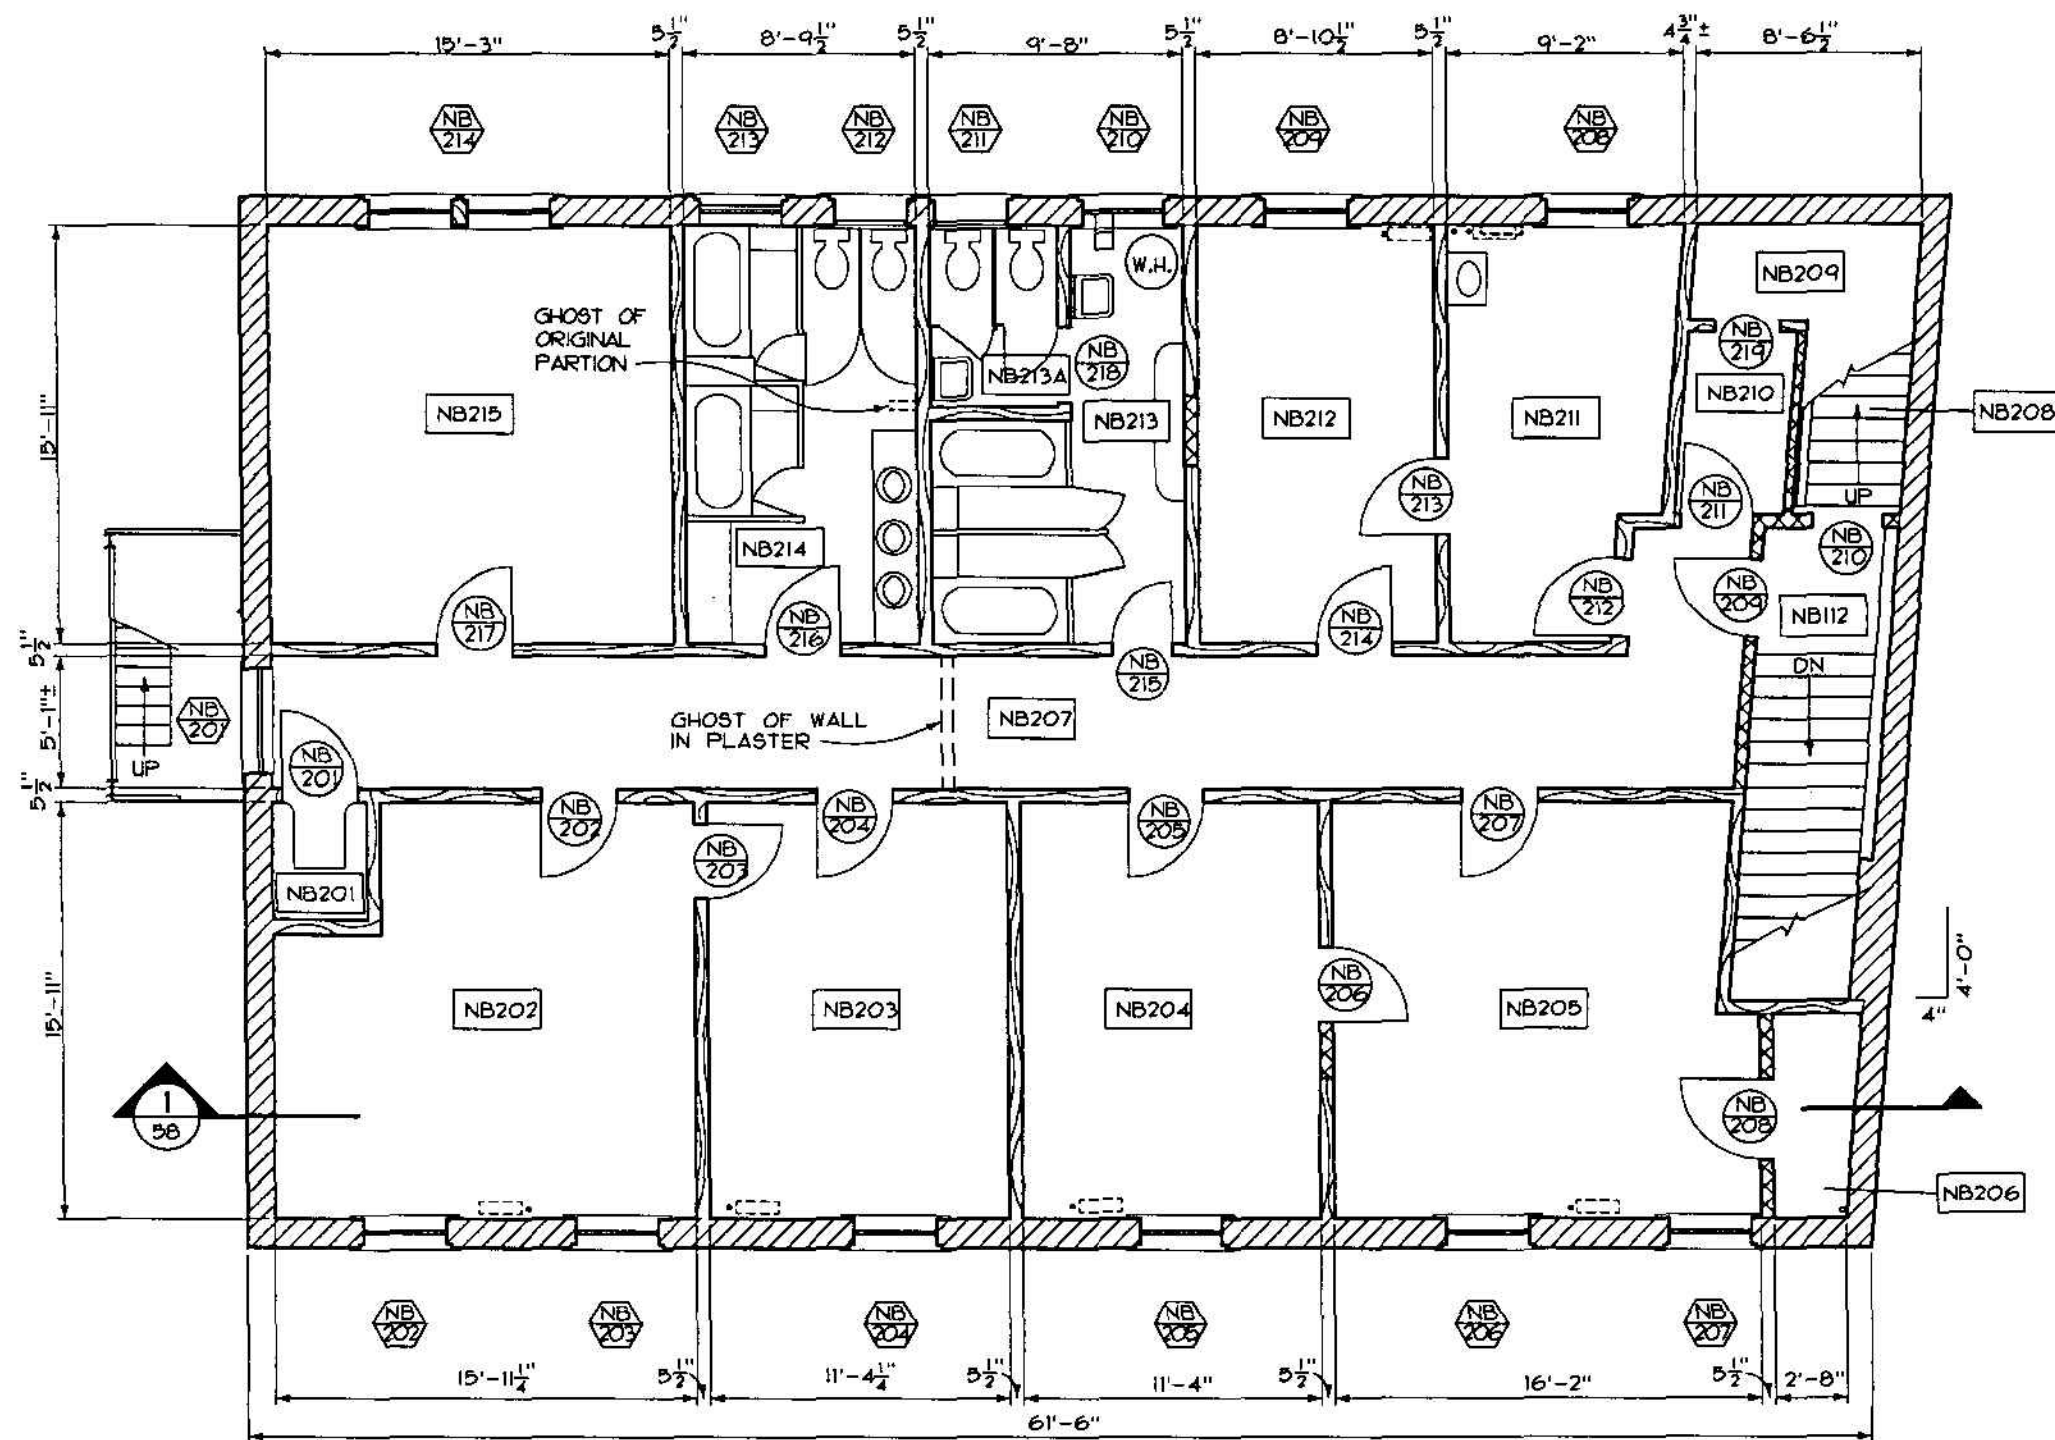 15'-3"
5 1/2"
8'-9 1/2"
5 1/2"
9'-8"
5 1/2"
8'-10 1/2"
5 1/2"
9'-2"
4 3/4" ±
8'-6 1/2"
NB
214
NB
213
NB
212
NB
211
NB
210
NB
209
NB
208
W.H.
NB209
GHOST OF
ORIGINAL
PARTION
NB
219
NB213A
NB
218
NB210
NB215
NB213
NB212
NB211
NB208
15'-11"
UP
NB
213
NB
211
NB214
NB
210
NB
217
NB
216
NB
214
NB
212
NB
209
NB112
5 1/2"
NB
215
DN
5'-1"±
NB
201
UP
GHOST OF WALL
IN PLASTER
NB207
5 1/2"
NB
201
NB
202
NB
204
NB
205
NB
207
NB
203
NB201
4'-0"
4"
15'-11"
NB202
NB203
NB204
NB
206
NB205
1
58
NB
208
NB206
NB
202
NB
203
NB
204
NB
205
NB
206
NB
207
15'-11 1/4"
5 1/2"
11'-4 1/4"
5 1/2"
11'-4"
5 1/2"
16'-2"
5 1/2"
2'-8"
61'-6"